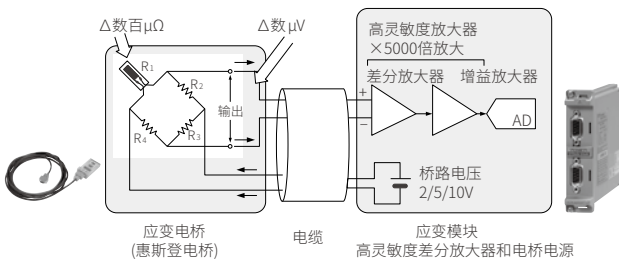 Δ数百μΩ
Δ数μV
R1
R2
R3
R4
输出
高灵敏度放大器
×5000倍放大
差分放大器 增益放大器
+
−
AD
桥路电压
2/5/10V
应变电桥
(惠斯登电桥)
电缆
应变模块
高灵敏度差分放大器和电桥电源